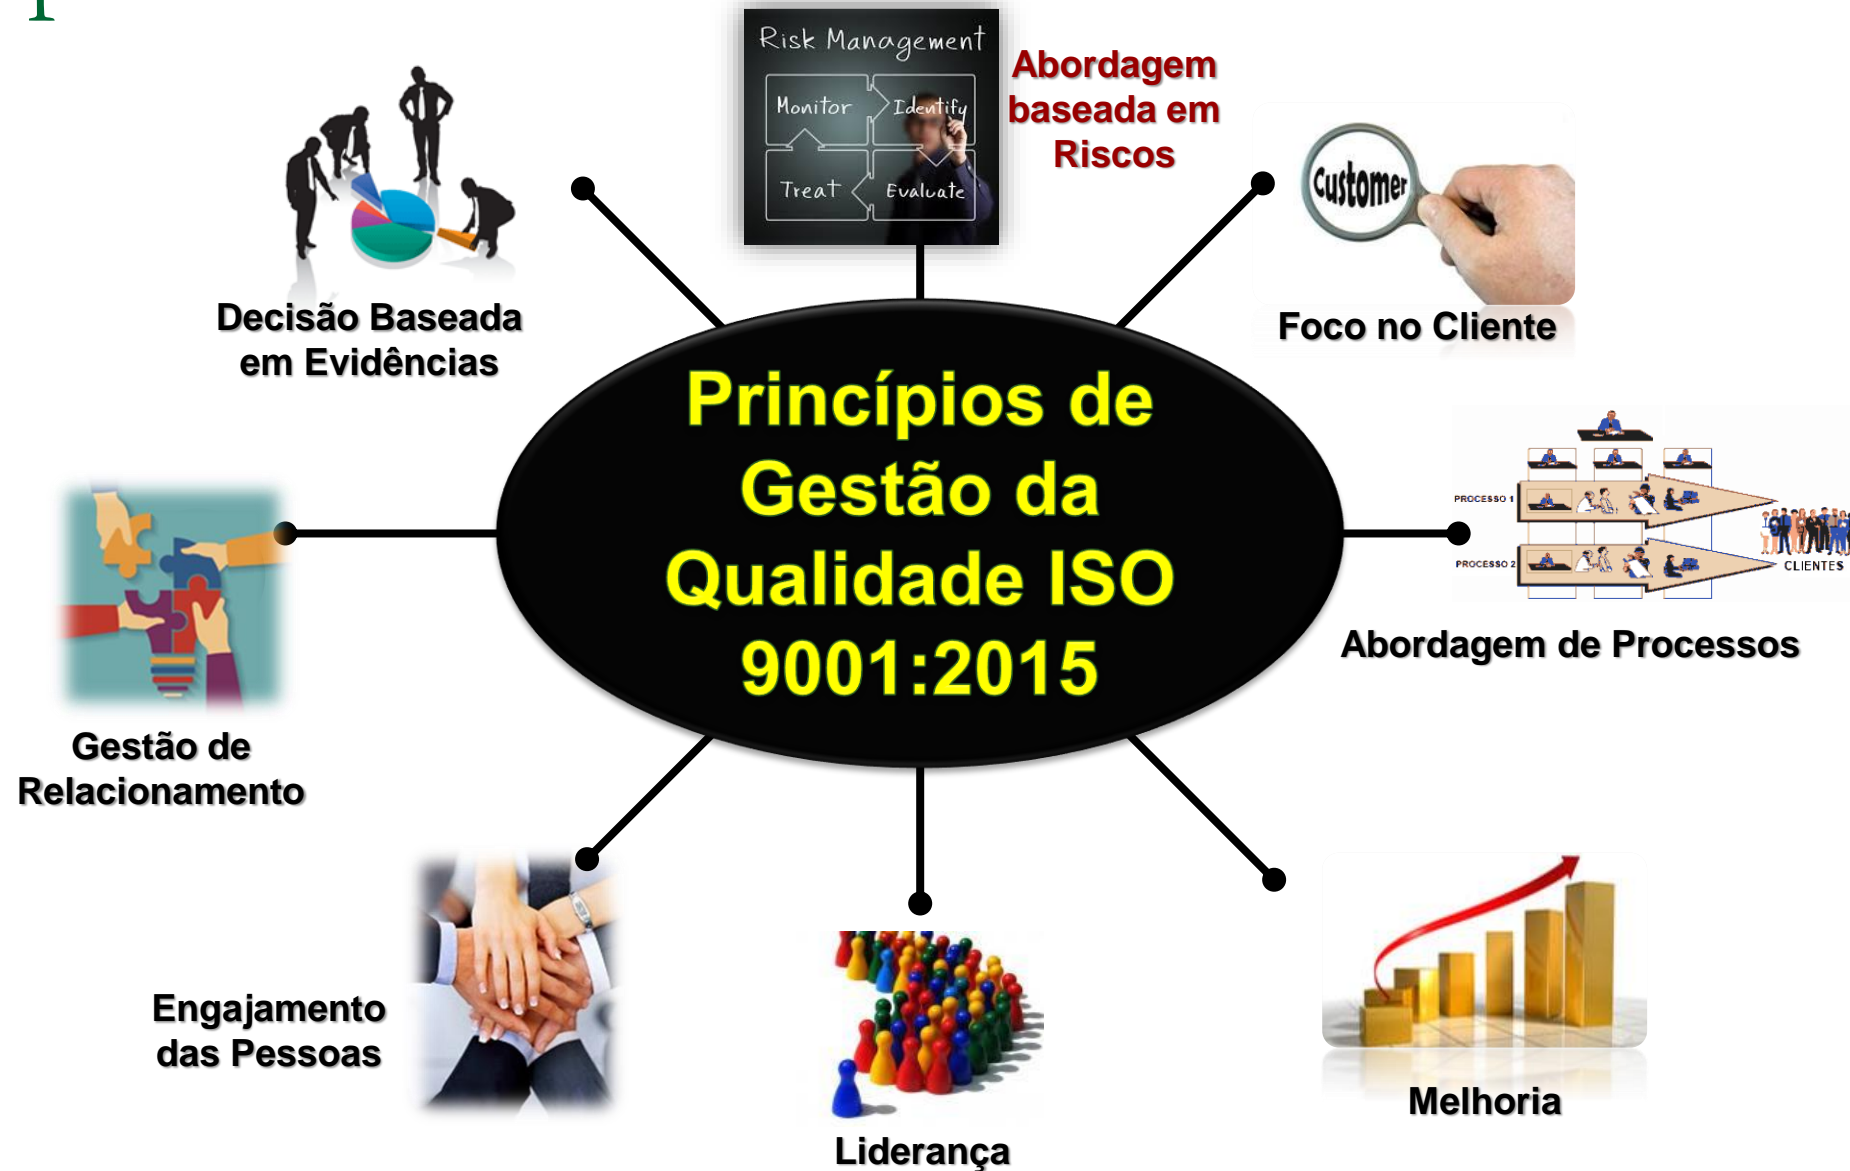 Risk Management
Monitor
Identify
Treat
Evaluate
Abordagem
baseada em
Riscos
Customer
Foco no Cliente
Decisão Baseada
em Evidências
Princípios de
Gestão da
Qualidade ISO
9001:2015
PROCESSO 1
PROCESSO 2
CLIENTES
Abordagem de Processos
Gestão de
Relacionamento
Engajamento
das Pessoas
Liderança
Melhoria